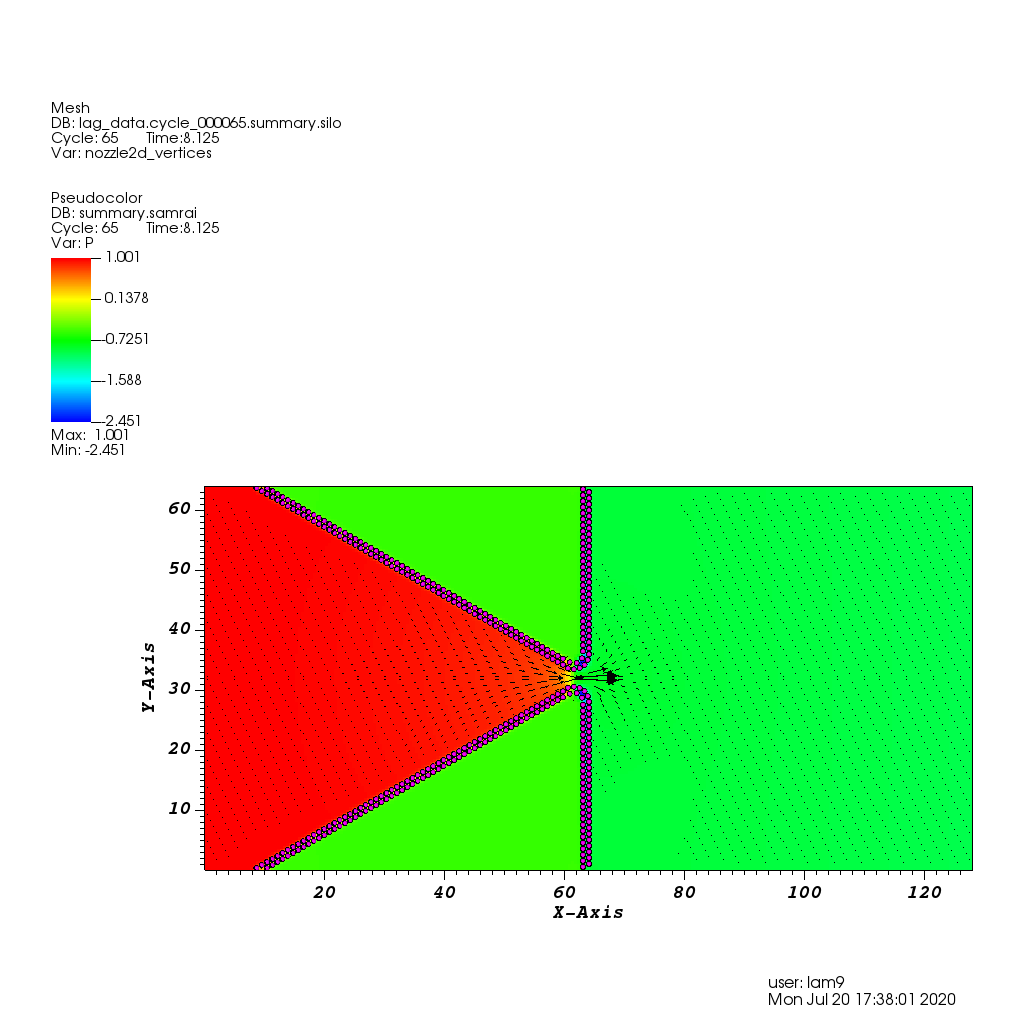 Mesh
DB: lag_data.cycle_000065.summary.silo
Cycle: 65 Time:8.125
Var: nozzle2d_vertices
Pseudocolor
DB: summary.samrai
Cycle: 65 Time:8.125
Var: P
1.001
0.1378
-0.7251
-1.588
-2.451
Max: 1.001
Min: -2.451
60
50
40
30
20
10
Y-Axis
20 40 60 80 100 120
X-Axis
user: lam9
Mon Jul 20 17:38:01 2020